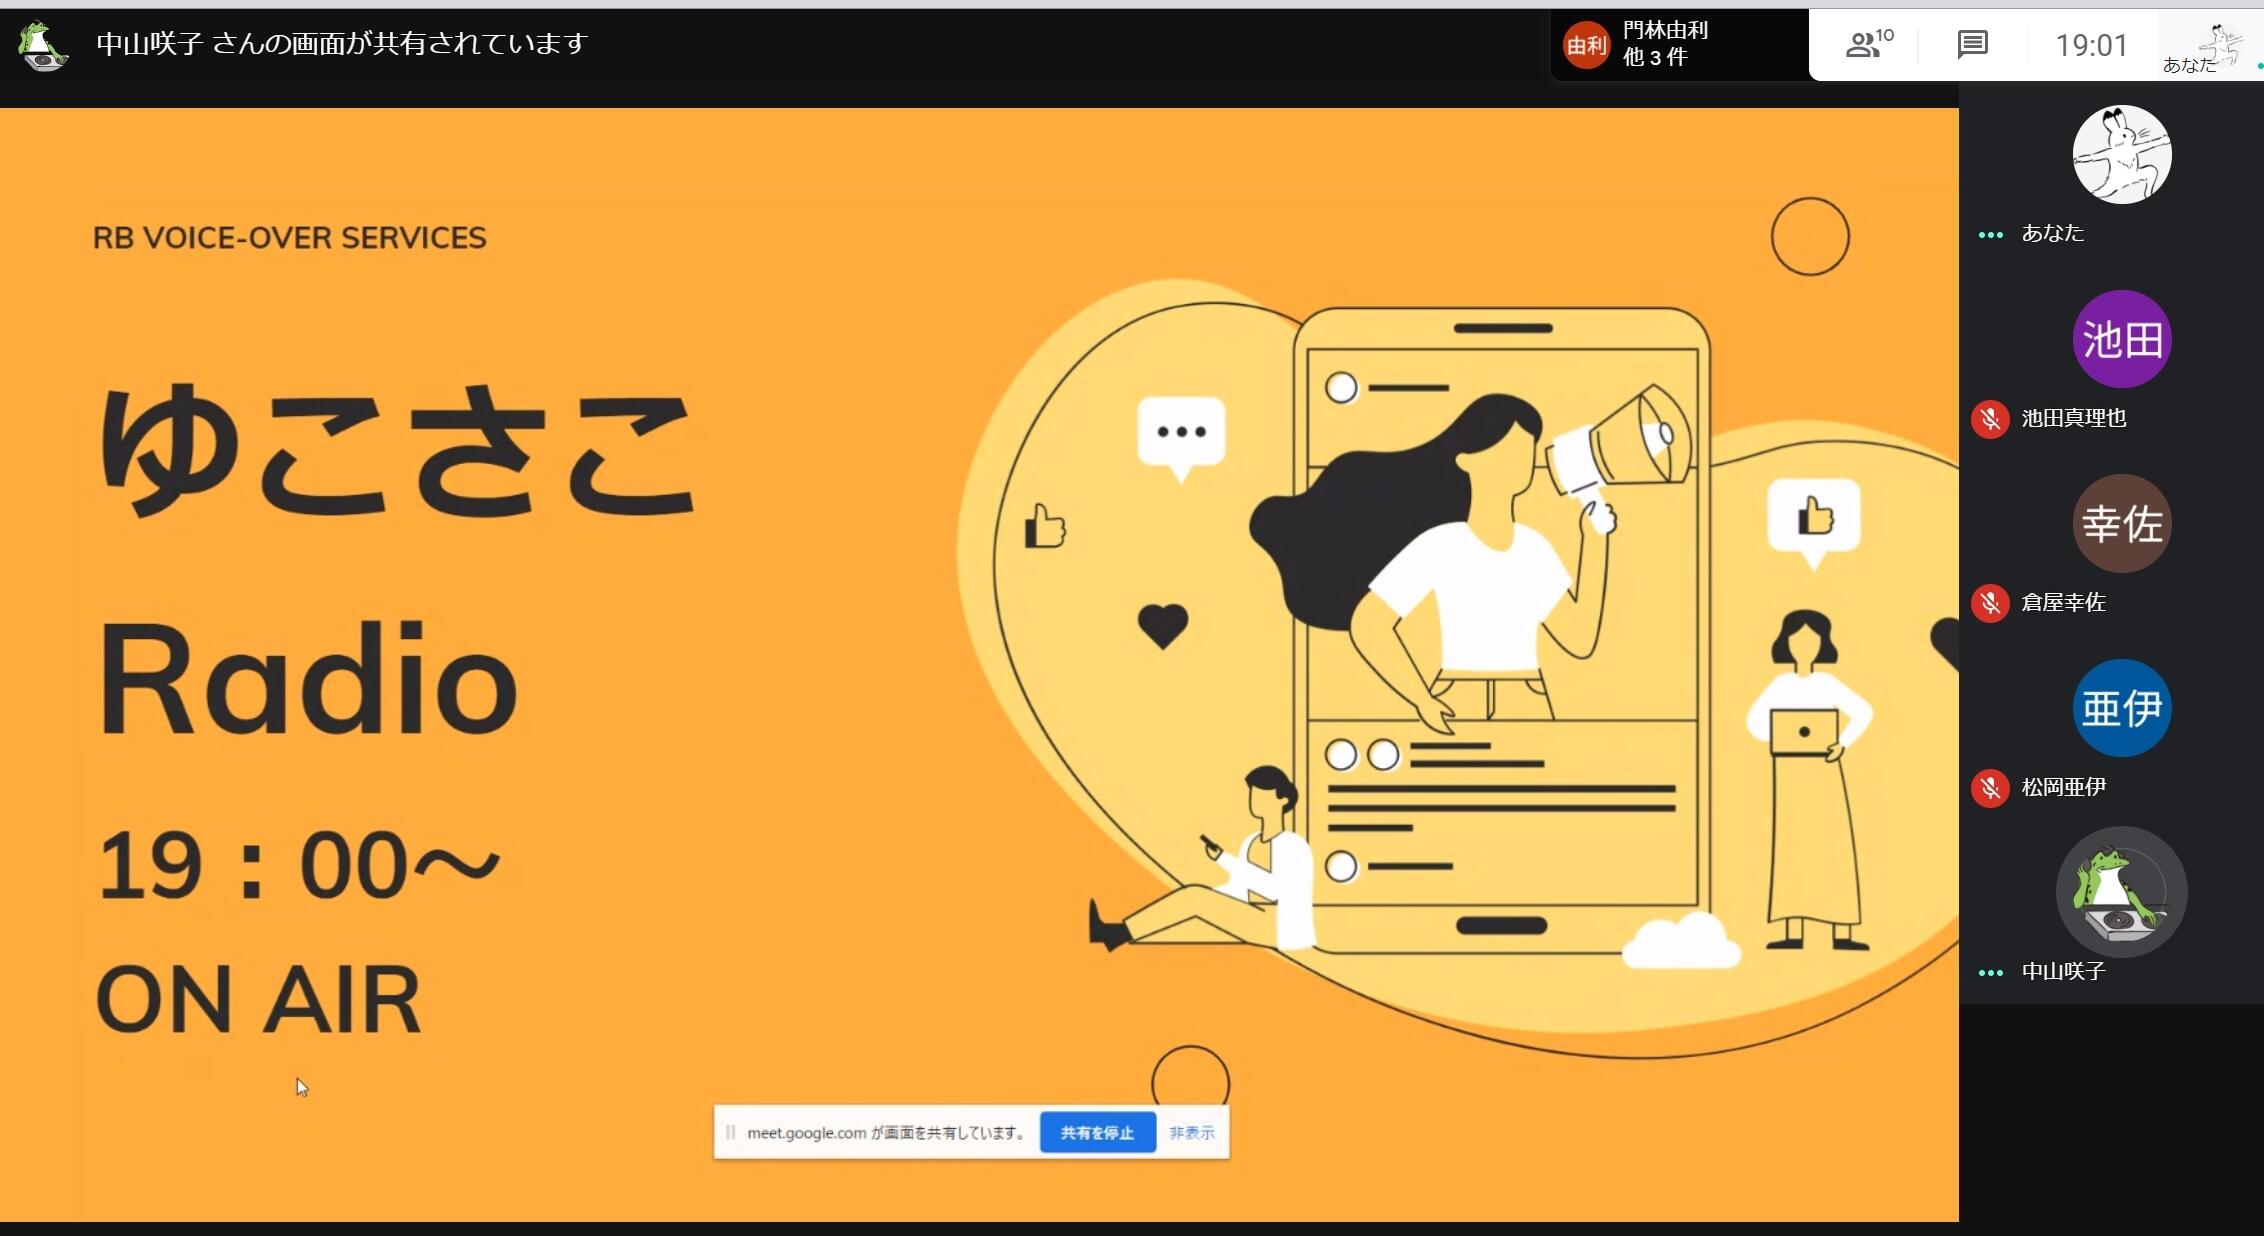 中山咲子 さんの画面が共有されています
由利
門林由利
他 3 件
10
19:01
あなた
RB VOICE-OVER SERVICES
ゆこさこ
Radio
19：00～
ON AIR
あなた
池田
池田真理也
幸佐
倉屋幸佐
亜伊
松岡亜伊
中山咲子
meet.google.com が画面を共有しています。
共有を停止
非表示